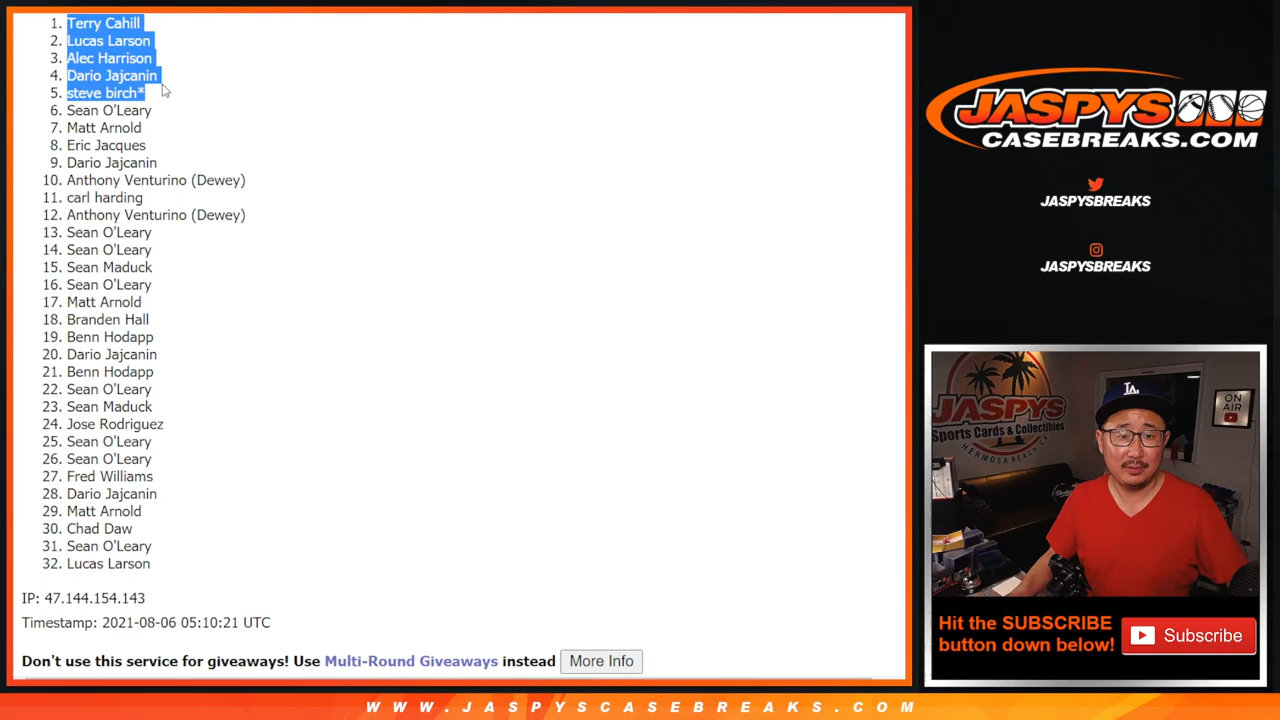 1. Terry Cahill
2. Lucas Larson
3. Alec Harrison
4. Dario Jajcanin
5. steve birch*
6. Sean O'Leary
7. Matt Arnold
8. Eric Jacques
9. Dario Jajcanin
10. Anthony Venturino (Dewey)
11. carl harding
12. Anthony Venturino (Dewey)
13. Sean O'Leary
14. Sean O'Leary
15. Sean Maduck
16. Sean O'Leary
17. Matt Arnold
18. Branden Hall
19. Benn Hodapp
20. Dario Jajcanin
21. Benn Hodapp
22. Sean O'Leary
23. Sean Maduck
24. Jose Rodriguez
25. Sean O'Leary
26. Sean O'Leary
27. Fred Williams
28. Dario Jajcanin
29. Matt Arnold
30. Chad Daw
31. Sean O'Leary
32. Lucas Larson
IP: 47.144.154.143
Timestamp: 2021-08-06 05:10:21 UTC
Don't use this service for giveaways! Use Multi-Round Giveaways instead More Info
JASPYS
CASEBREAKS.COM
JASPYSBREAKS
JASPYSBREAKS
JASPYS
Sports Cards & Collectibles
HERMOSA BEACH, CA
LA
ON
AIR
Hit the SUBSCRIBE
button down below!
Subscribe
WWW.JASPYSCASEBREAKS.COM